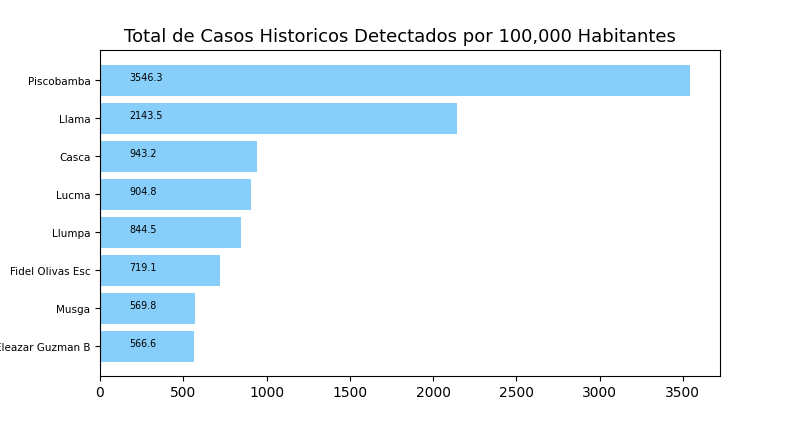 Total de Casos Historicos Detectados por 100,000 Habitantes
Piscobamba 3546.3
Llama 2143.5
Casca 943.2
Lucma 904.8
Llumpa 844.5
Fidel Olivas Esc 719.1
Musga 569.8
Eleazar Guzman B 566.6
0 500 1000 1500 2000 2500 3000 3500